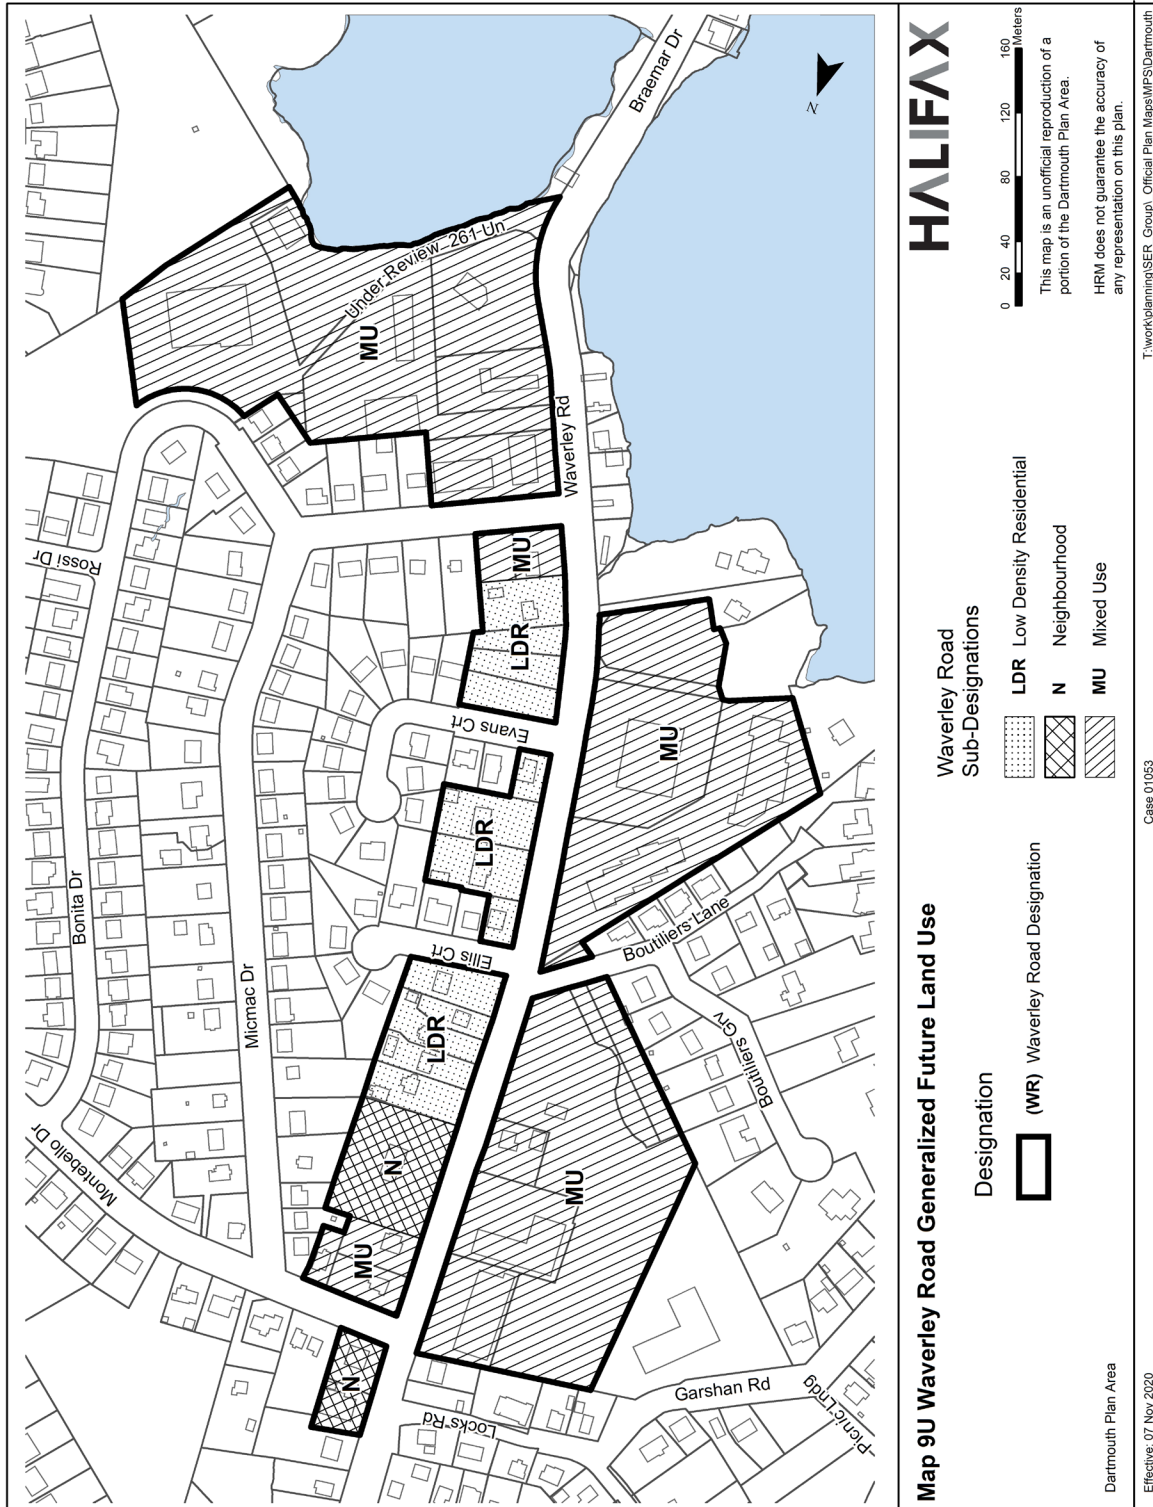 Braemar Dr
N
Under Review 261 Un
MU
Waverley Rd
Rossi Dr
MU
LDR
Evans Crt
MU
LDR
Bonita Dr
Ellis Crt
Boutiliers Lane
Micmac Dr
LDR
Boutiliers Grv
Montebello Dr
N
MU
MU
N
Garshan Rd
Locks Rd
Picnic Lndg
Map 9U Waverley Road Generalized Future Land Use
Designation
(WR) Waverley Road Designation
Waverley Road
Sub-Designations
LDR Low Density Residential
N Neighbourhood
MU Mixed Use
HALIFAX
0 20 40 80 120 160
Meters
This map is an unofficial reproduction of a
portion of the Dartmouth Plan Area.
HRM does not guarantee the accuracy of
any representation on this plan.
Dartmouth Plan Area
Effective: 07 Nov 2020
Case 01053
T:\work\planning\SER_Group\_Official Plan Maps\MPS\Dartmouth